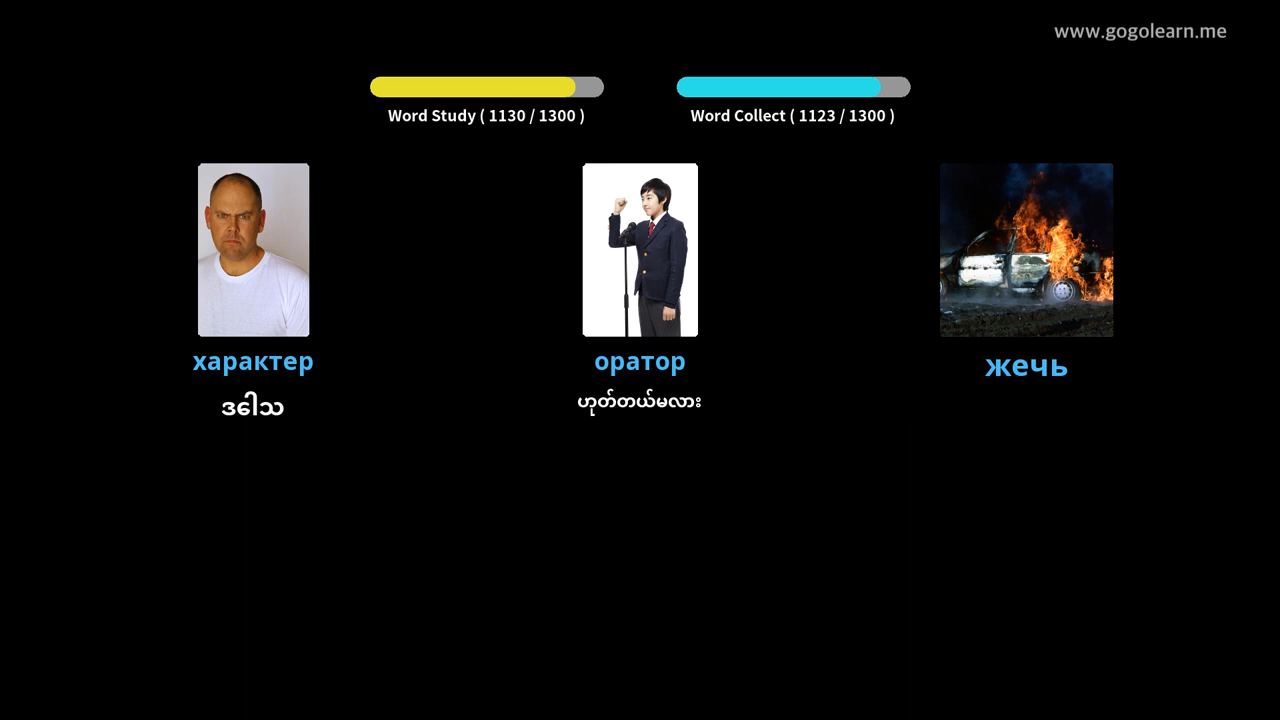 www.gogolearn.me
Word Study ( 1130 / 1300 )
Word Collect ( 1123 / 1300 )
характер
оратор
жечь
ဒေါသ
ဟုတ်တယ်မလား